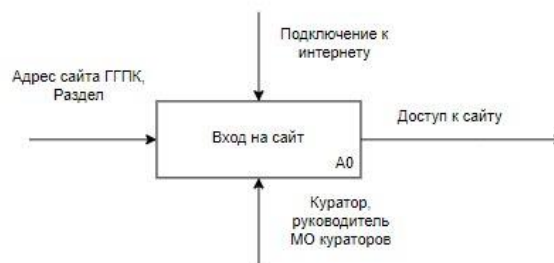 Подключение к
интернету
Адрес сайта ГГПК,
Раздел
Вход на сайт
A0
Доступ к сайту
Куратор,
руководитель
МО кураторов